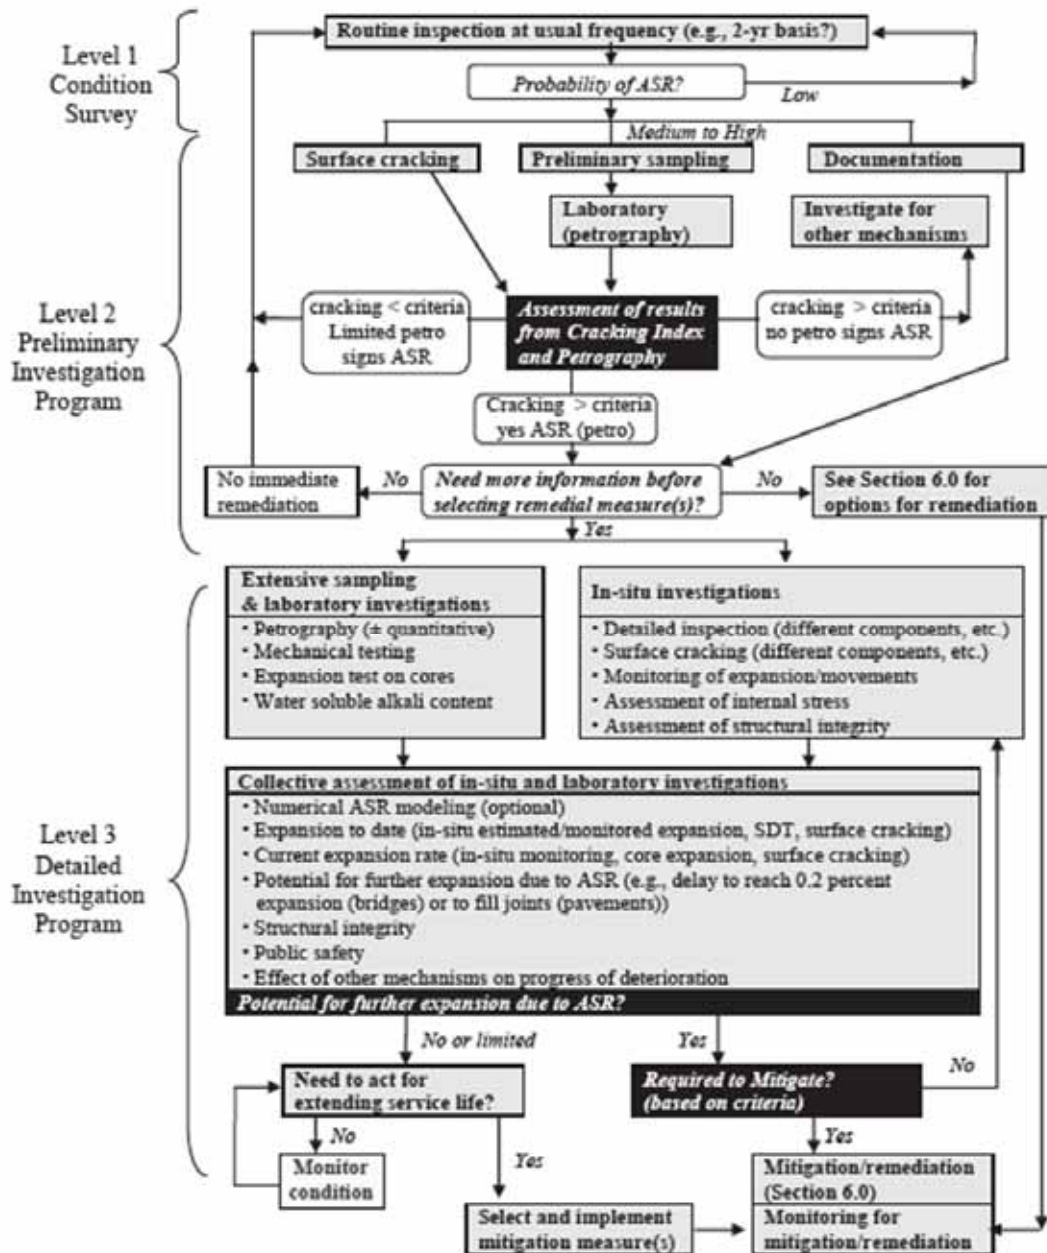 Level 1
Condition
Survey
Routine inspection at usual frequency (e.g., 2-yr basis?)
Probability of ASR?
Low
Medium to High
Level 2
Preliminary
Investigation
Program
Surface cracking
Preliminary sampling
Documentation
Laboratory
(petrography)
Investigate for
other mechanisms
cracking < criteria
Limited petro
signs ASR
Assessment of results
from Cracking Index
and Petrography
cracking > criteria
no petro signs ASR
Cracking > criteria
yes ASR (petro)
No immediate
remediation
No
Need more information before
selecting remedial measure(s)?
No
See Section 6.0 for
options for remediation
Yes
Level 3
Detailed
Investigation
Program
Extensive sampling
& laboratory investigations
• Petrography (± quantitative)
• Mechanical testing
• Expansion test on cores
• Water soluble alkali content
In-situ investigations
• Detailed inspection (different components, etc.)
• Surface cracking (different components, etc.)
• Monitoring of expansion/movements
• Assessment of internal stress
• Assessment of structural integrity
Collective assessment of in-situ and laboratory investigations
• Numerical ASR modeling (optional)
• Expansion to date (in-situ estimated/monitored expansion, SDT, surface cracking)
• Current expansion rate (in-situ monitoring, core expansion, surface cracking)
• Potential for further expansion due to ASR (e.g., delay to reach 0.2 percent
expansion (bridges) or to fill joints (pavements))
• Structural integrity
• Public safety
• Effect of other mechanisms on progress of deterioration
Potential for further expansion due to ASR?
No or limited
Yes
Need to act for
extending service life?
Required to Mitigate?
(based on criteria)
No
No
Yes
Yes
Monitor
condition
Select and implement
mitigation measure(s)
Mitigation/remediation
(Section 6.0)
Monitoring for
mitigation/remediation